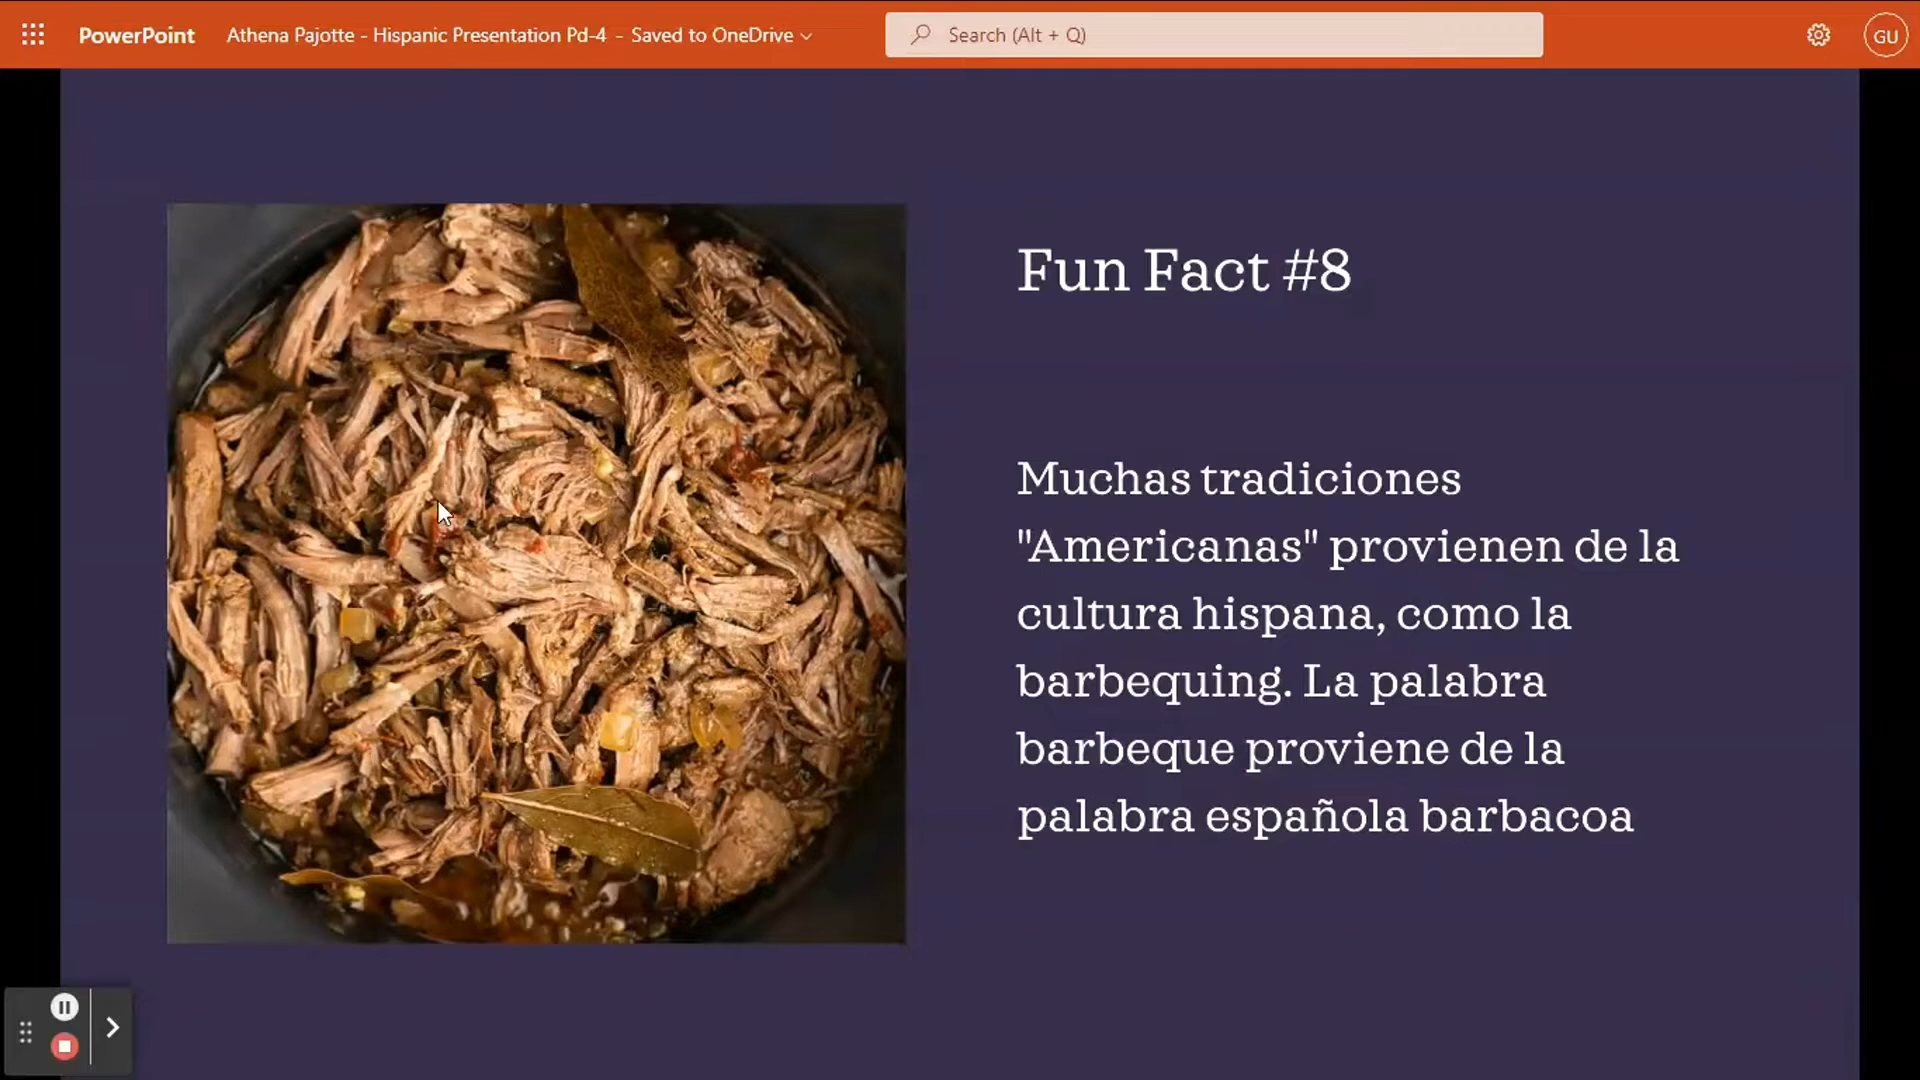 PowerPoint
Athena Pajotte - Hispanic Presentation Pd-4 - Saved to OneDrive
Search (Alt + Q)
GU
Fun Fact #8
Muchas tradiciones
"Americanas" provienen de la
cultura hispana, como la
barbequing. La palabra
barbeque proviene de la
palabra española barbacoa